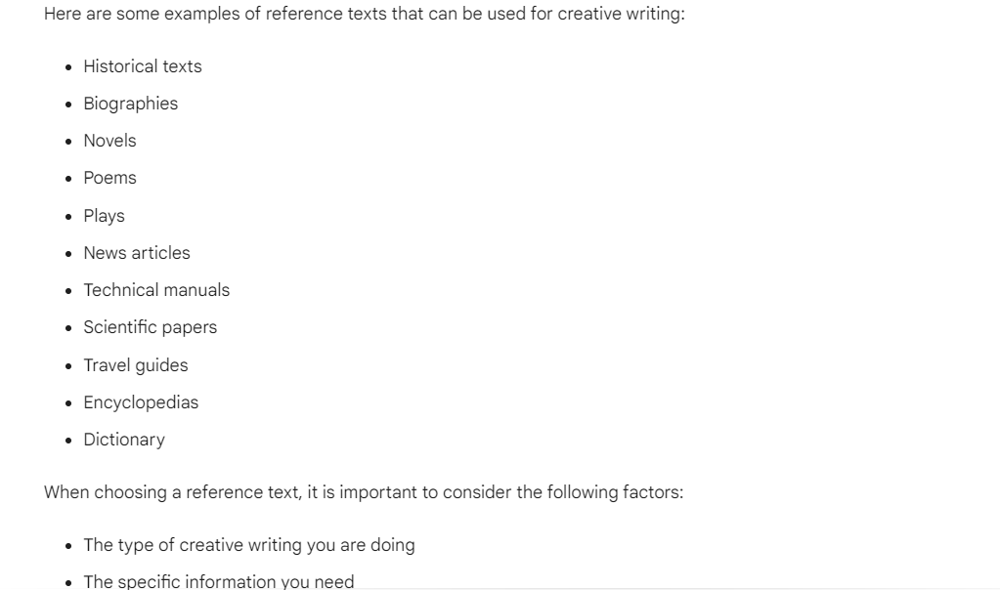 Here are some examples of reference texts that can be used for creative writing:
• Historical texts
• Biographies
• Novels
• Poems
• Plays
• News articles
• Technical manuals
• Scientific papers
• Travel guides
• Encyclopedias
• Dictionary
When choosing a reference text, it is important to consider the following factors:
• The type of creative writing you are doing
• The specific information you need